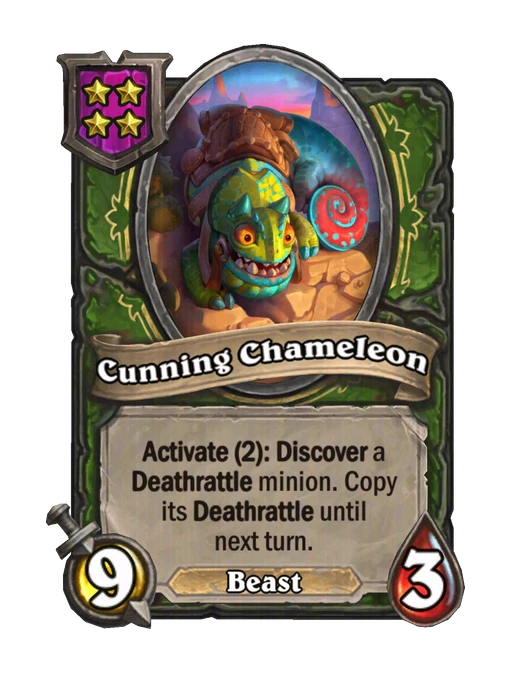 Cunning Chameleon
Activate (2): Discover a
Deathrattle minion. Copy
its Deathrattle until
next turn.
9
Beast
3